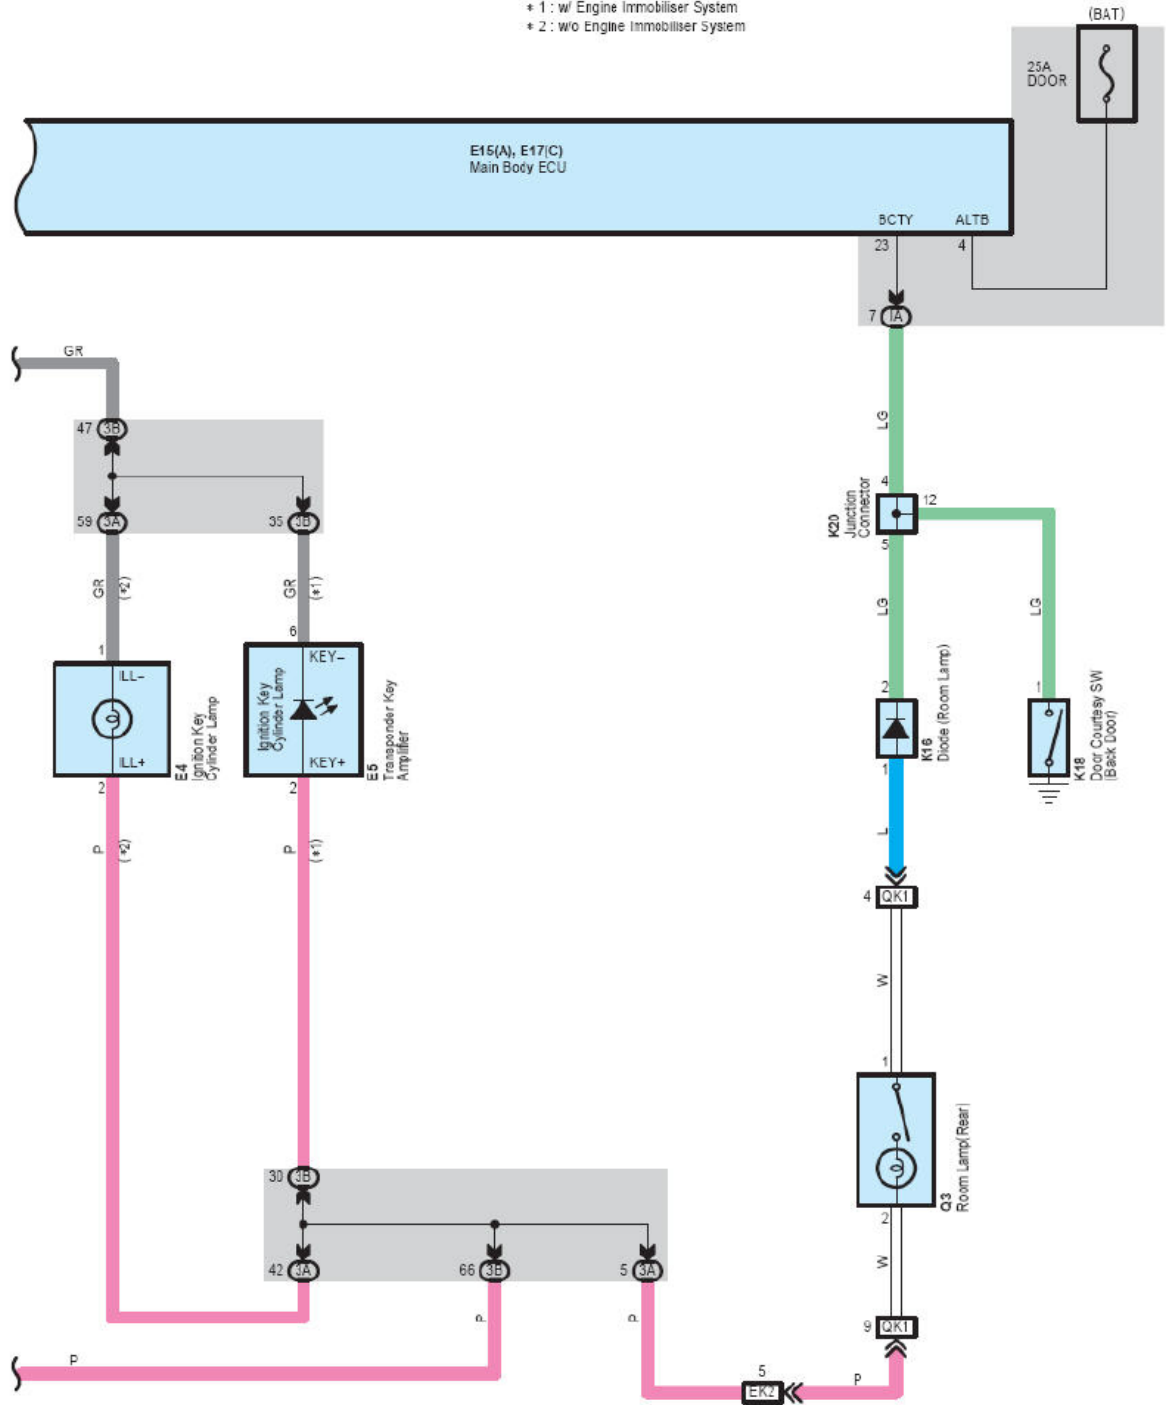 * 1 : w/ Engine Immobiliser System
* 2 : w/o Engine Immobiliser System
(BAT)
25A
DOOR
E15(A), E17(C)
Main Body ECU
BCTY
ALTB
23
4
7
IA
GR
LG
47
3B
59
3A
35
3B
4
12
K20
Junction
Connector
5
GR
(*2)
GR
(*1)
LG
LG
1
ILL–
ILL+
2
E4
Ignition Key
Cylinder Lamp
6
KEY–
Ignition Key
Cylinder Lamp
KEY+
2
E5
Transponder Key
Amplifier
2
K16
Diode (Room Lamp)
1
1
K18
Door Courtesy SW
(Back Door)
P
(*2)
P
(*1)
L
4
QK1
W
1
Q3
Room Lamp(Rear)
2
W
30
3B
42
3A
66
3B
5
3A
P
P
9
QK1
P
5
EK2
P